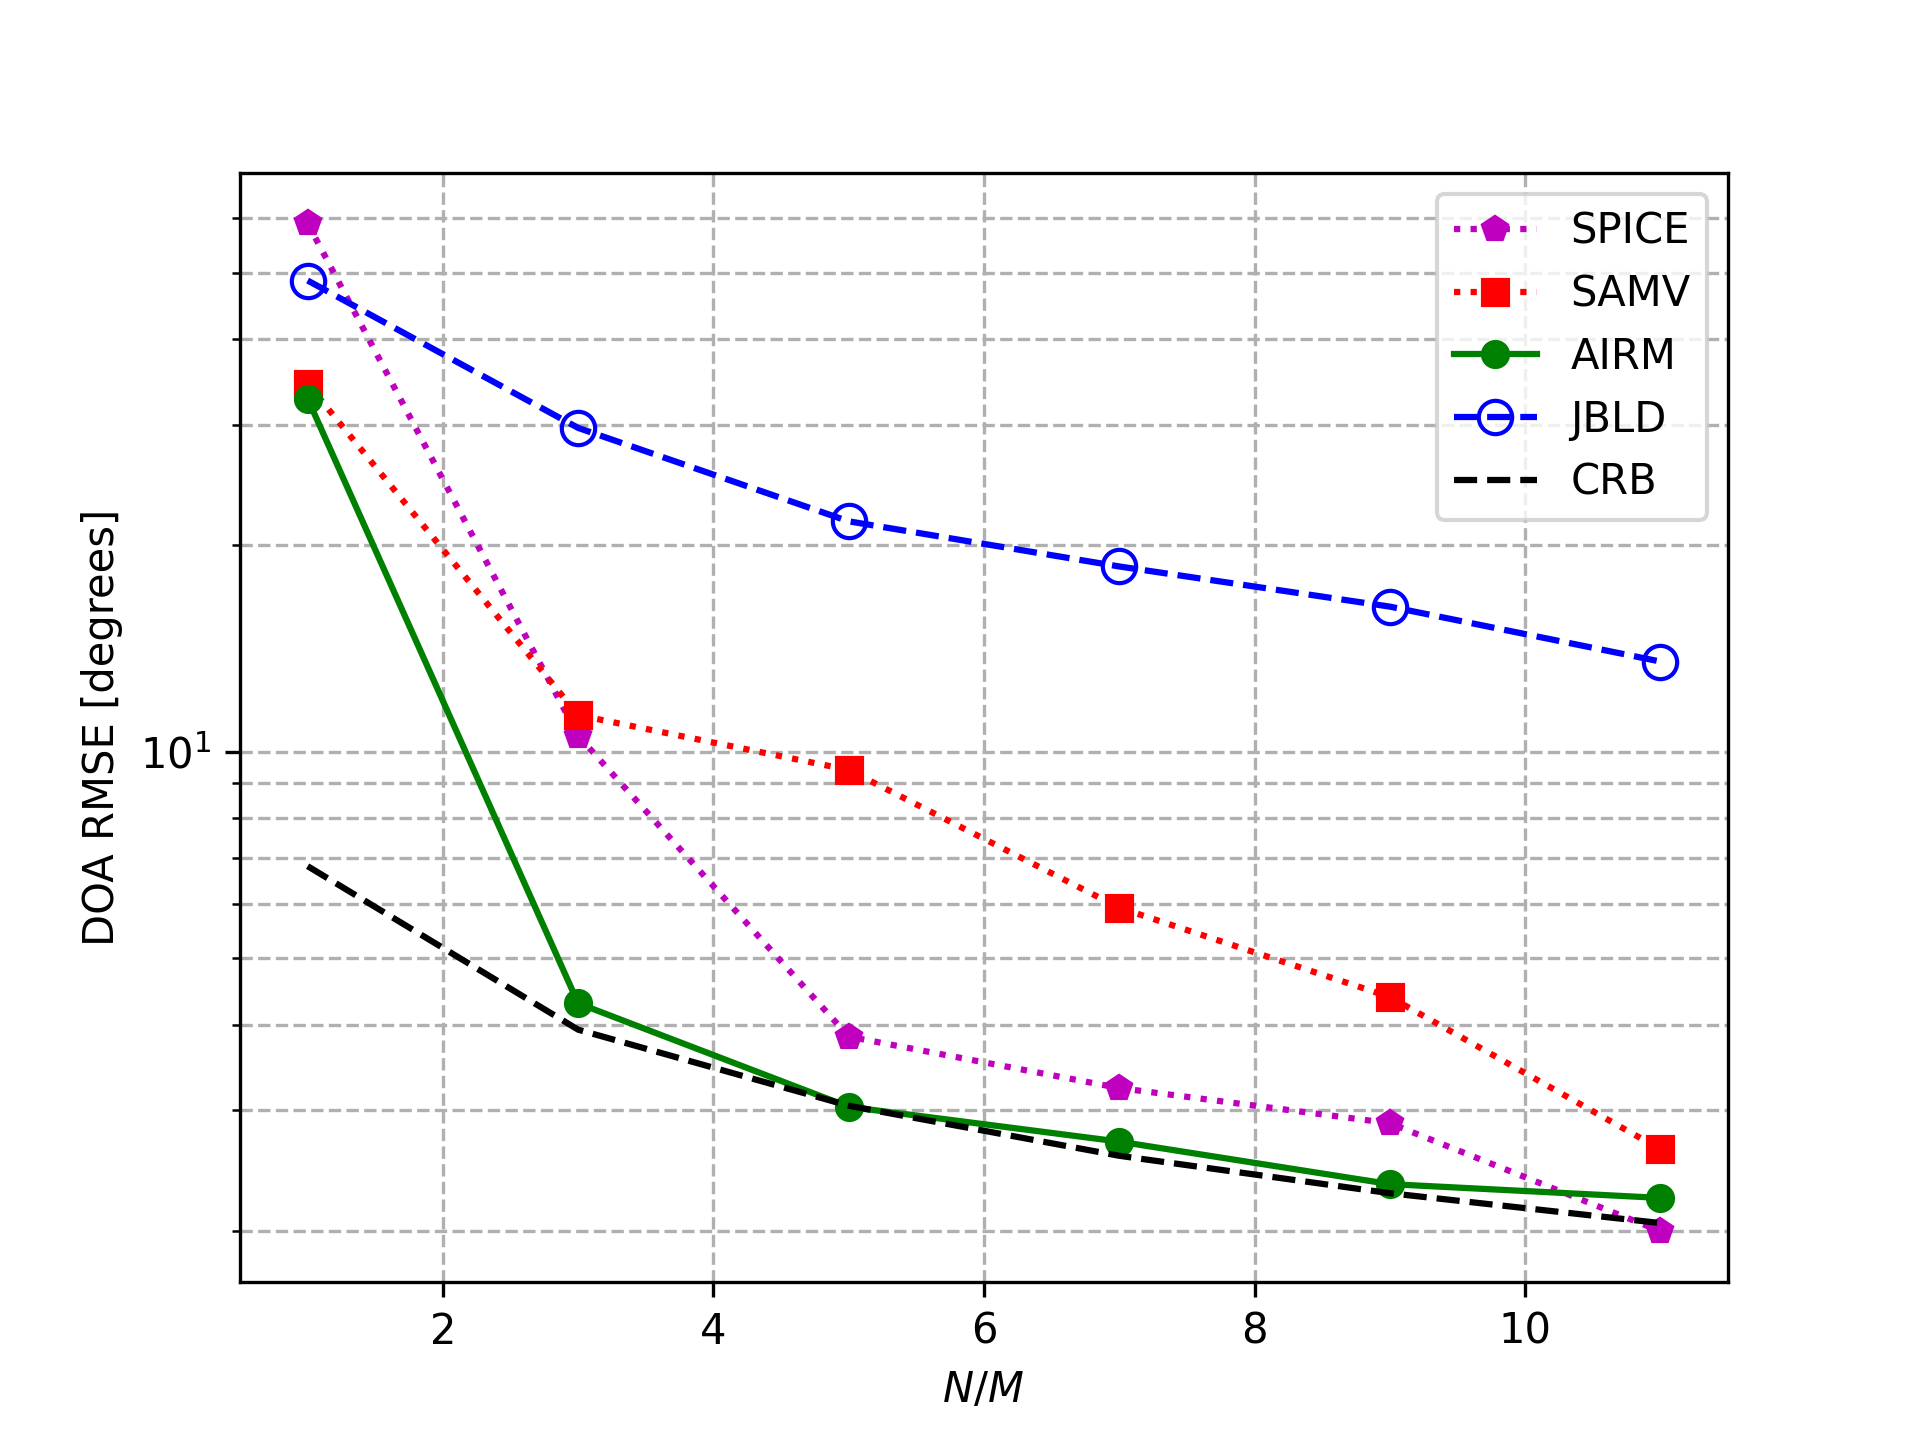 SPICE
SAMV
AIRM
JBLD
CRB
DOA RMSE [degrees]
10¹
2 4 6 8 10
N/M